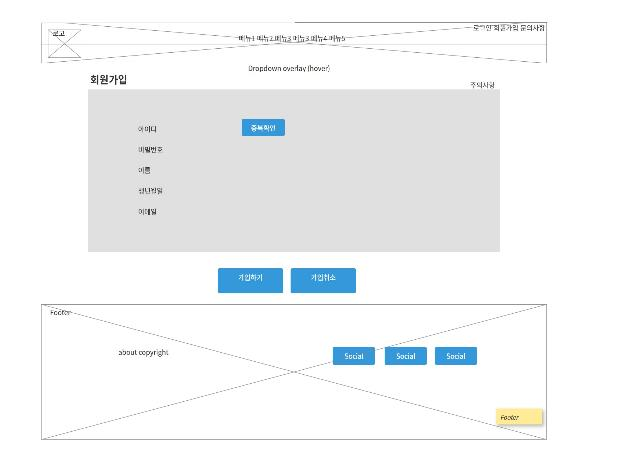 로고
로그인 회원가입 문의사항
메뉴1 메뉴2 메뉴3 메뉴3 메뉴4 메뉴5
Dropdown overlay (hover)
회원가입
주의사항
아이디
중복확인
비밀번호
이름
생년월일
이메일
가입하기
가입취소
Footer
about copyright
Social
Social
Social
Footer